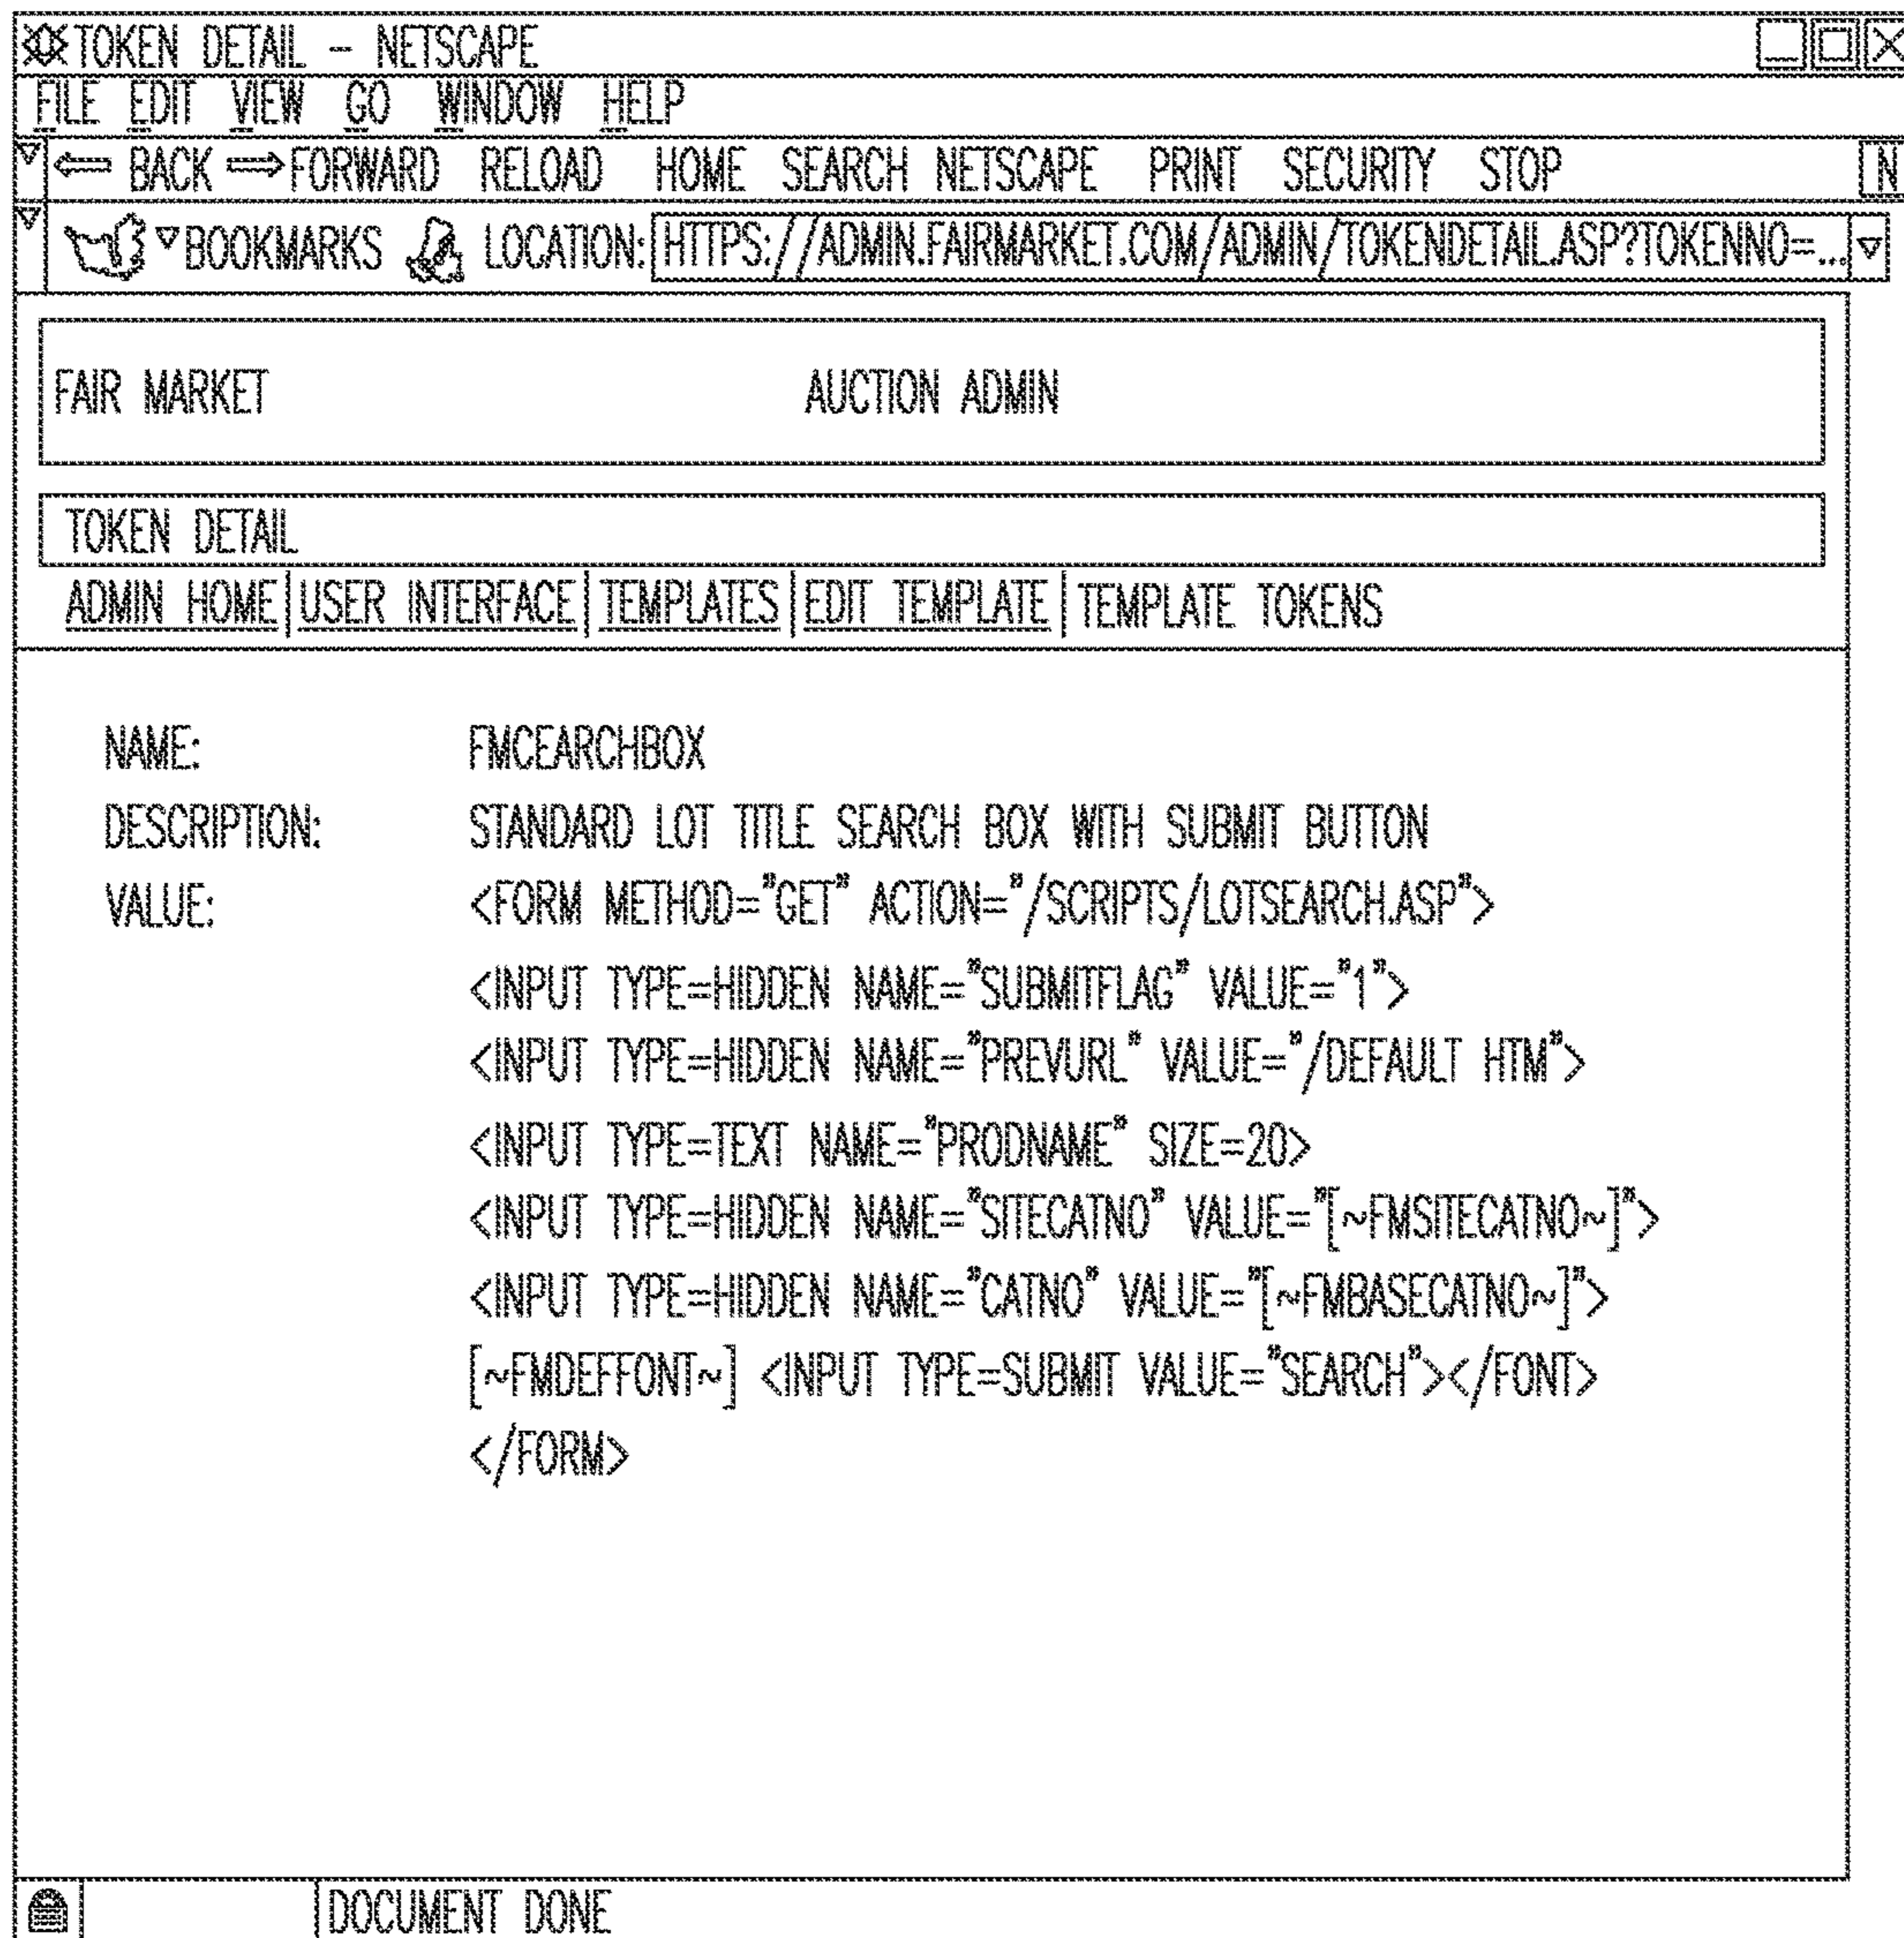 TOKEN DETAIL – NETSCAPE
FILE EDIT VIEW GO WINDOW HELP
BACK FORWARD RELOAD HOME SEARCH NETSCAPE PRINT SECURITY STOP N
BOOKMARKS LOCATION: HTTPS://ADMIN.FAIRMARKET.COM/ADMIN/TOKENDETAIL.ASP?TOKENNO=...
FAIR MARKET AUCTION ADMIN
TOKEN DETAIL
ADMIN HOME | USER INTERFACE | TEMPLATES | EDIT TEMPLATE | TEMPLATE TOKENS
NAME: FMCEARCHBOX
DESCRIPTION: STANDARD LOT TITLE SEARCH BOX WITH SUBMIT BUTTON
VALUE: <FORM METHOD="GET" ACTION="/SCRIPTS/LOTSEARCH.ASP">
<INPUT TYPE=HIDDEN NAME="SUBMITFLAG" VALUE="1">
<INPUT TYPE=HIDDEN NAME="PREVURL" VALUE="/DEFAULT HTM">
<INPUT TYPE=TEXT NAME="PRODNAME" SIZE=20>
<INPUT TYPE=HIDDEN NAME="SITECATNO" VALUE="[~FMSITECATNO~]">
<INPUT TYPE=HIDDEN NAME="CATNO" VALUE="[~FMBASECATNO~]">
[~FMDEFFONT~] <INPUT TYPE=SUBMIT VALUE="SEARCH"></FONT>
</FORM>
DOCUMENT DONE